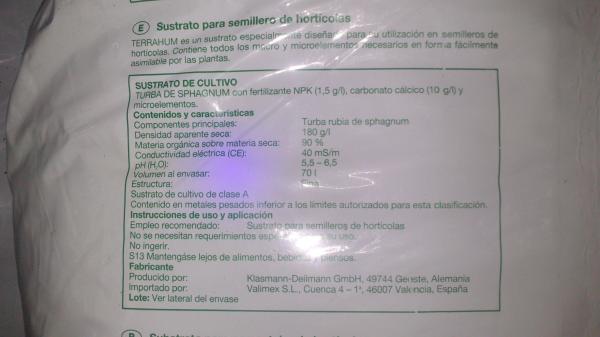 E Sustrato para semillero de hortícolas
TERRAHUM es un sustrato especialmente diseñado para su utilización en semilleros de
hortícolas. Contiene todos los macro y microelementos necesarios en forma fácilmente
asimilable por las plantas.
SUSTRATO DE CULTIVO
TURBA DE SPHAGNUM con fertilizante NPK (1,5 g/l), carbonato cálcico (10 g/l) y
microelementos.
Contenidos y características
Componentes principales: Turba rubia de sphagnum
Densidad aparente seca: 180 g/l
Materia orgánica sobre materia seca: 90 %
Conductividad eléctrica (CE): 40 mS/m
pH (H₂O): 5,5 – 6,5
Volumen al envasar: 70 l
Estructura: Fina
Sustrato de cultivo de clase A
Contenido en metales pesados inferior a los límites autorizados para esta clasificación.
Instrucciones de uso y aplicación
Empleo recomendado: Sustrato para semilleros de hortícolas
No se necesitan requerimientos su uso.
No ingerir.
S13 Mantengáse lejos de alimentos, bebidas y piensos.
Fabricante
Producido por: Klasmann-Deilmann GmbH, 49744 Geeste, Alemania
Importado por: Valimex S.L., Cuenca 4 – 1ª, 46007 Valencia, España
Lote: Ver lateral del envase
P